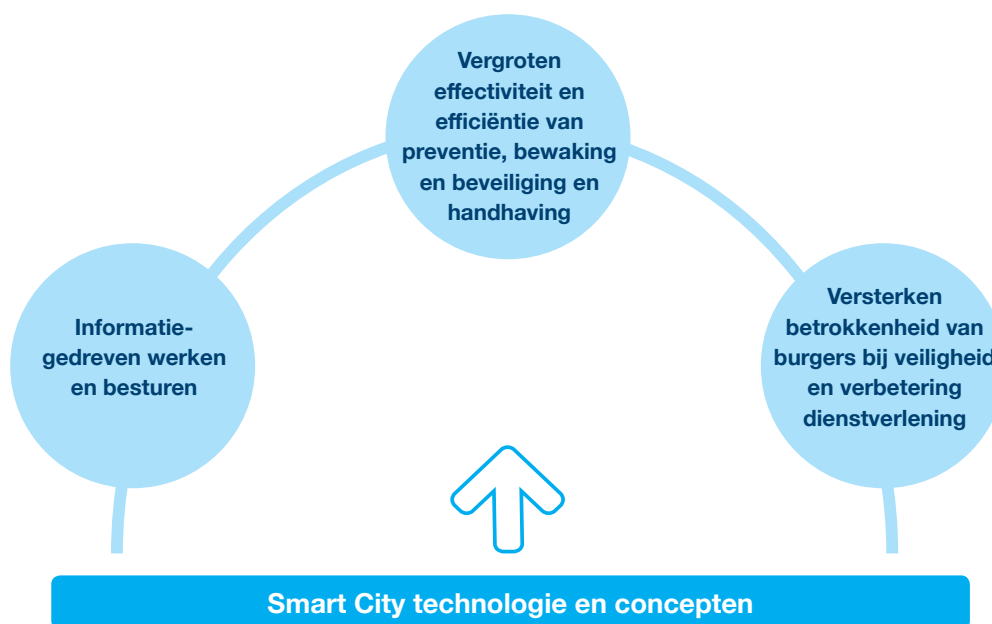 Vergroten
effectiviteit en
efficiëntie van
preventie, bewaking
en beveiliging en
handhaving
Informatie-
gedreven werken
en besturen
Versterken
betrokkenheid van
burgers bij veiligheid
en verbetering
dienstverlening
Smart City technologie en concepten